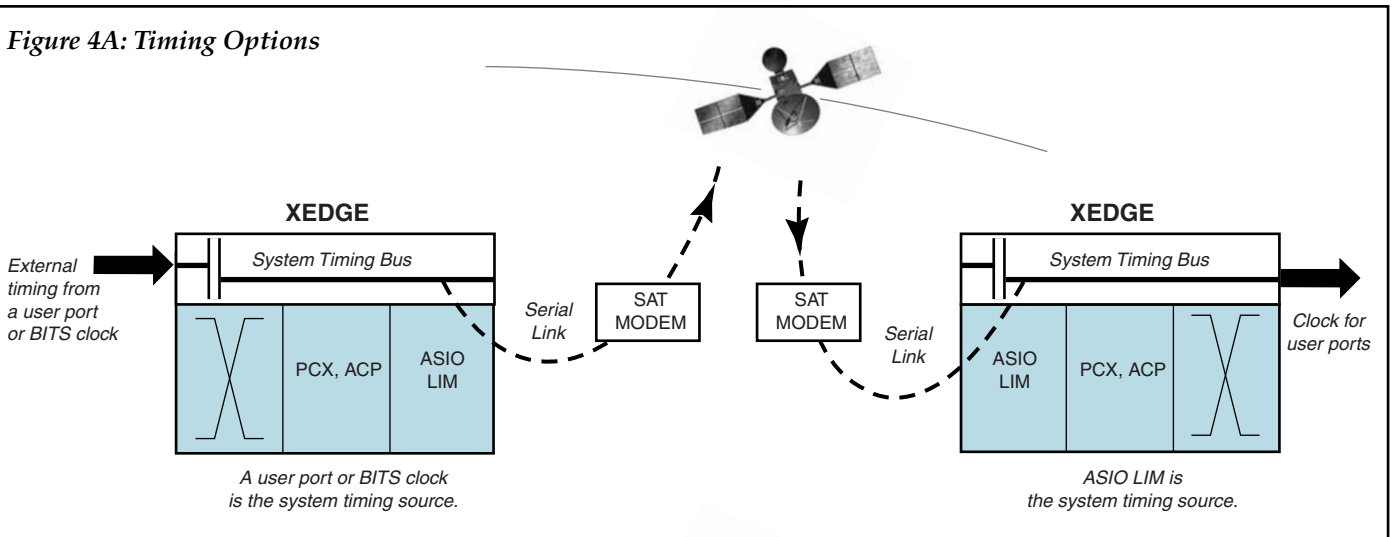 Figure 4A: Timing Options
XEDGE
XEDGE
External
timing from
a user port
or BITS clock
System Timing Bus
PCX, ACP
ASIO
LIM
Serial
Link
SAT
MODEM
SAT
MODEM
Serial
Link
System Timing Bus
ASIO
LIM
PCX, ACP
Clock for
user ports
A user port or BITS clock
is the system timing source.
ASIO LIM is
the system timing source.